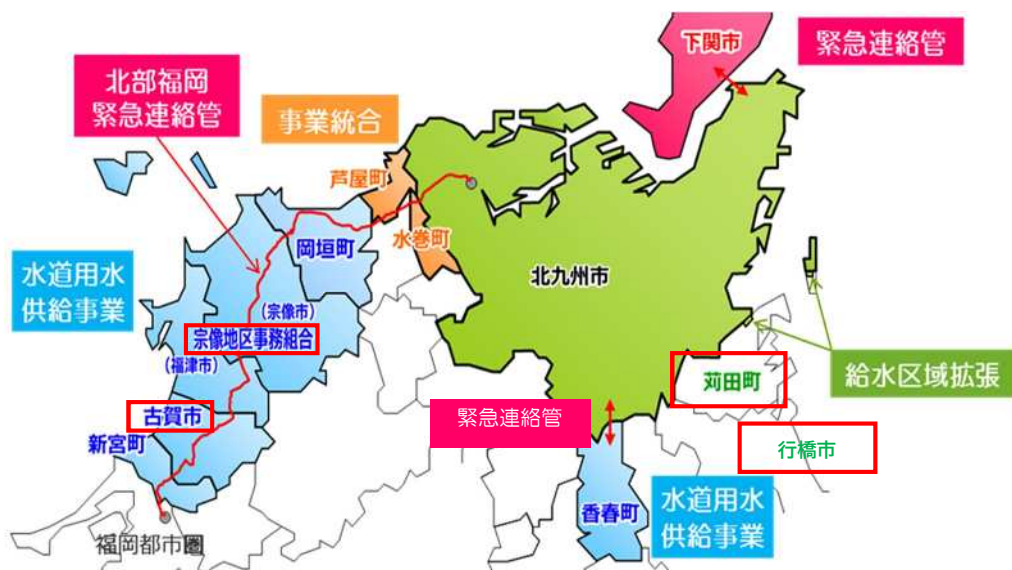 下関市
緊急連絡管
北部福岡
緊急連絡管
事業統合
芦屋町
水巻町
岡垣町
北九州市
水道用水
供給事業
(宗像市)
宗像地区事務組合
(福津市)
古賀市
新宮町
福岡都市圏
緊急連絡管
苅田町
給水区域拡張
行橋市
香春町
水道用水
供給事業